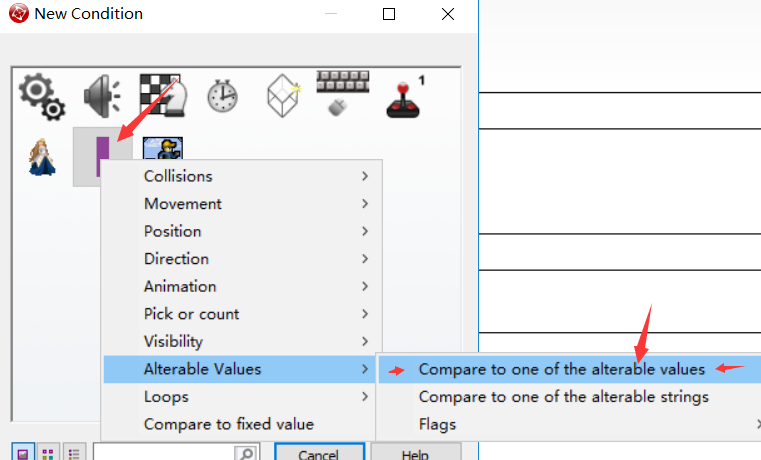 New Condition
1
Collisions
Movement
Position
Direction
Animation
Pick or count
Visibility
Alterable Values
Compare to one of the alterable values
Loops
Compare to one of the alterable strings
Compare to fixed value
Flags
Cancel
Help